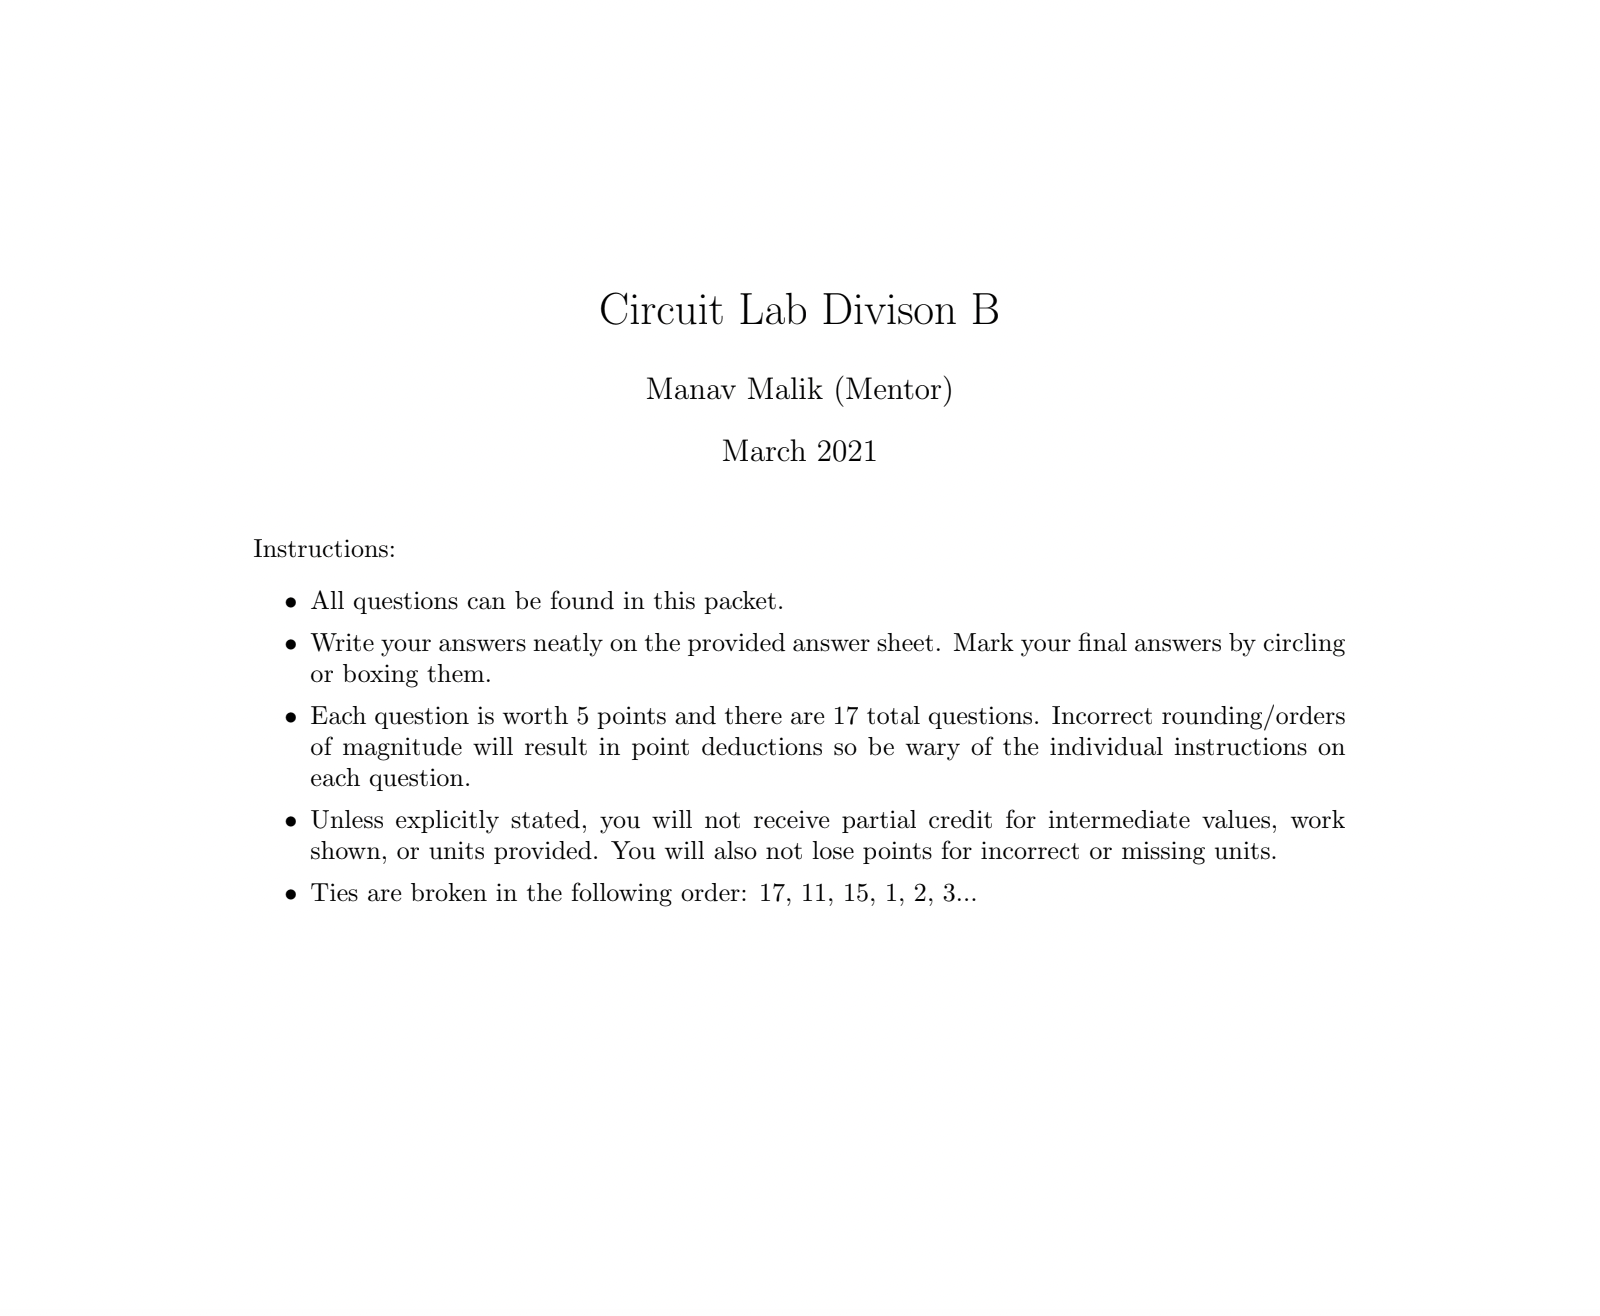 Circuit Lab Divison B
Manav Malik (Mentor)
March 2021
Instructions:
• All questions can be found in this packet.
• Write your answers neatly on the provided answer sheet. Mark your final answers by circling
or boxing them.
• Each question is worth 5 points and there are 17 total questions. Incorrect rounding/orders
of magnitude will result in point deductions so be wary of the individual instructions on
each question.
• Unless explicitly stated, you will not receive partial credit for intermediate values, work
shown, or units provided. You will also not lose points for incorrect or missing units.
• Ties are broken in the following order: 17, 11, 15, 1, 2, 3...